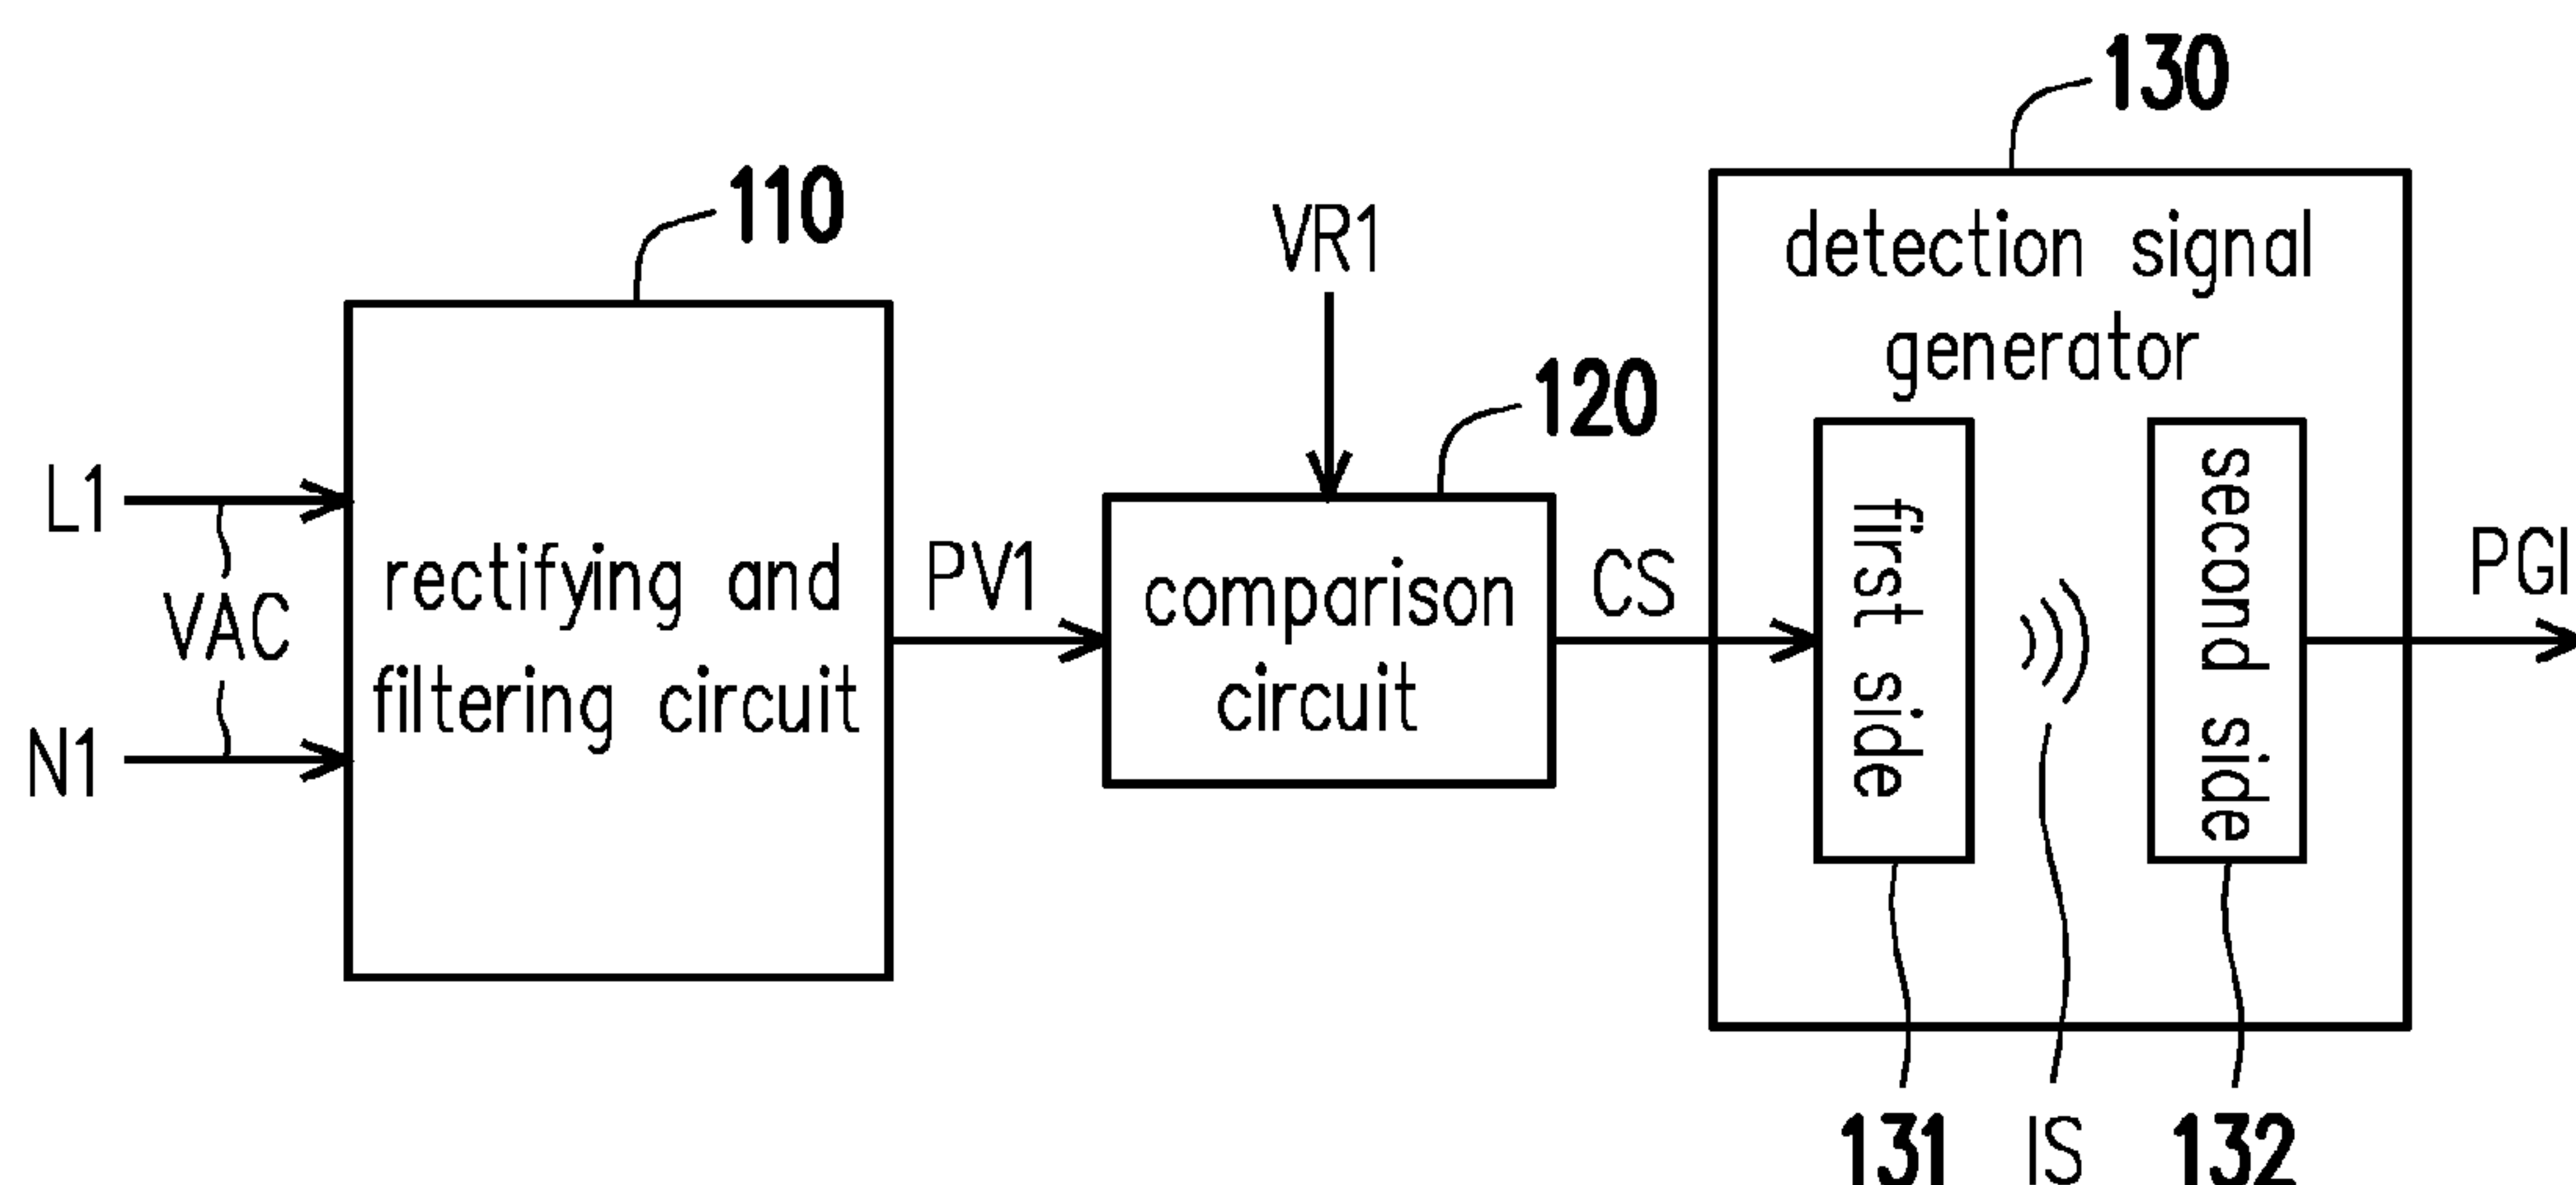 130
110
VR1
detection signal
generator
120
L1
VAC
N1
rectifying and
filtering circuit
PV1
comparison
circuit
CS
first side
second side
PGI
131
IS
132